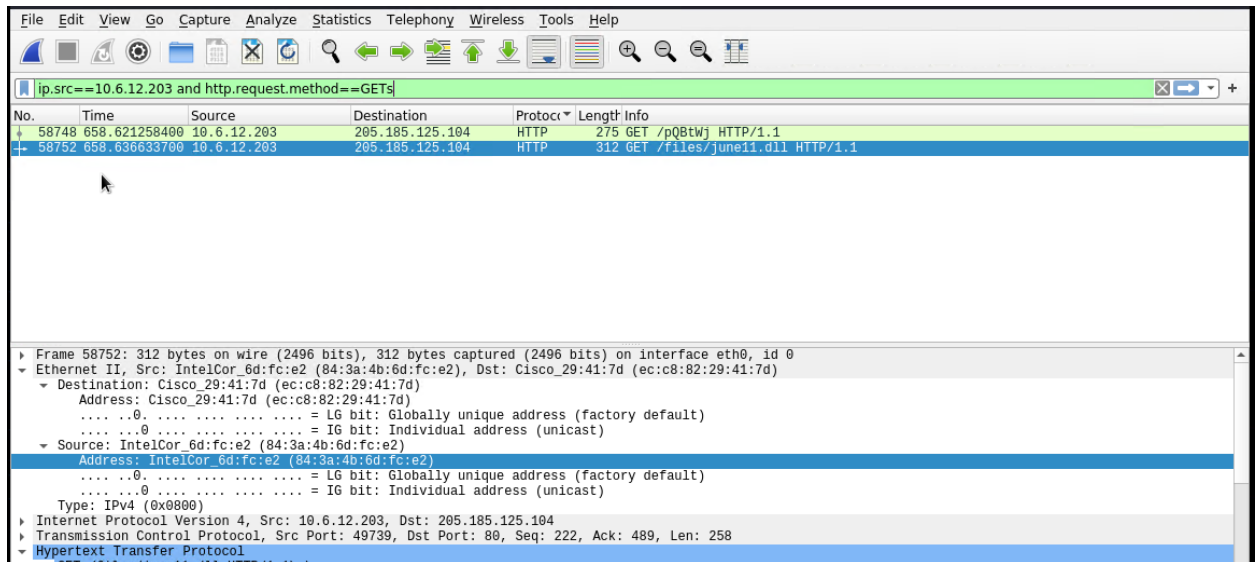 File Edit View Go Capture Analyze Statistics Telephony Wireless Tools Help
ip.src==10.6.12.203 and http.request.method==GETs
No. Time Source Destination Protoc Length Info
58748 658.621258400 10.6.12.203 205.185.125.104 HTTP 275 GET /pQBtWj HTTP/1.1
58752 658.636633700 10.6.12.203 205.185.125.104 HTTP 312 GET /files/june11.dll HTTP/1.1
Frame 58752: 312 bytes on wire (2496 bits), 312 bytes captured (2496 bits) on interface eth0, id 0
Ethernet II, Src: IntelCor_6d:fc:e2 (84:3a:4b:6d:fc:e2), Dst: Cisco_29:41:7d (ec:c8:82:29:41:7d)
Destination: Cisco_29:41:7d (ec:c8:82:29:41:7d)
Address: Cisco_29:41:7d (ec:c8:82:29:41:7d)
.... ..0. .... .... .... .... = LG bit: Globally unique address (factory default)
.... ...0 .... .... .... .... = IG bit: Individual address (unicast)
Source: IntelCor_6d:fc:e2 (84:3a:4b:6d:fc:e2)
Address: IntelCor_6d:fc:e2 (84:3a:4b:6d:fc:e2)
.... ..0. .... .... .... .... = LG bit: Globally unique address (factory default)
.... ...0 .... .... .... .... = IG bit: Individual address (unicast)
Type: IPv4 (0x0800)
Internet Protocol Version 4, Src: 10.6.12.203, Dst: 205.185.125.104
Transmission Control Protocol, Src Port: 49739, Dst Port: 80, Seq: 222, Ack: 489, Len: 258
Hypertext Transfer Protocol